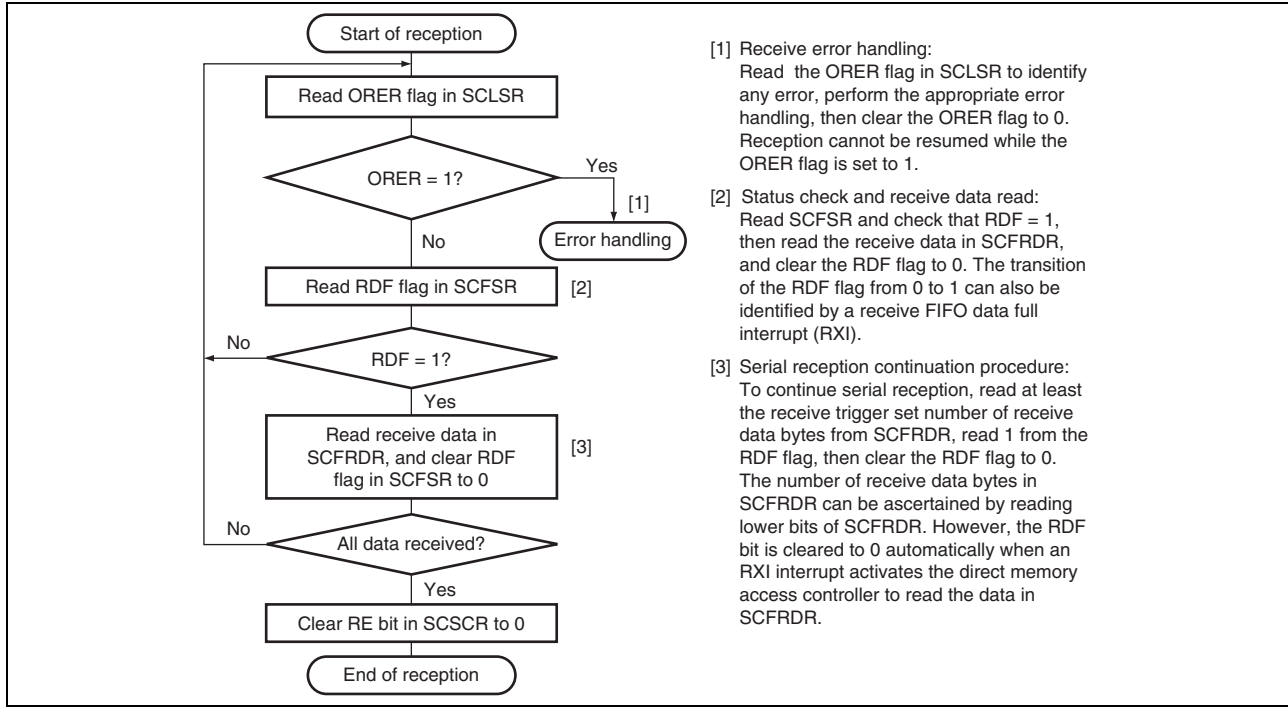 Start of reception
Read ORER flag in SCLSR
ORER = 1?
Yes
[1]
Error handling
No
Read RDF flag in SCFSR
[2]
No
RDF = 1?
Yes
Read receive data in
SCFRDR, and clear RDF
flag in SCFSR to 0
[3]
No
All data received?
Yes
Clear RE bit in SCSCR to 0
End of reception
[1] Receive error handling:
Read the ORER flag in SCLSR to identify
any error, perform the appropriate error
handling, then clear the ORER flag to 0.
Reception cannot be resumed while the
ORER flag is set to 1.
[2] Status check and receive data read:
Read SCFSR and check that RDF = 1,
then read the receive data in SCFRDR,
and clear the RDF flag to 0. The transition
of the RDF flag from 0 to 1 can also be
identified by a receive FIFO data full
interrupt (RXI).
[3] Serial reception continuation procedure:
To continue serial reception, read at least
the receive trigger set number of receive
data bytes from SCFRDR, read 1 from the
RDF flag, then clear the RDF flag to 0.
The number of receive data bytes in
SCFRDR can be ascertained by reading
lower bits of SCFRDR. However, the RDF
bit is cleared to 0 automatically when an
RXI interrupt activates the direct memory
access controller to read the data in
SCFRDR.